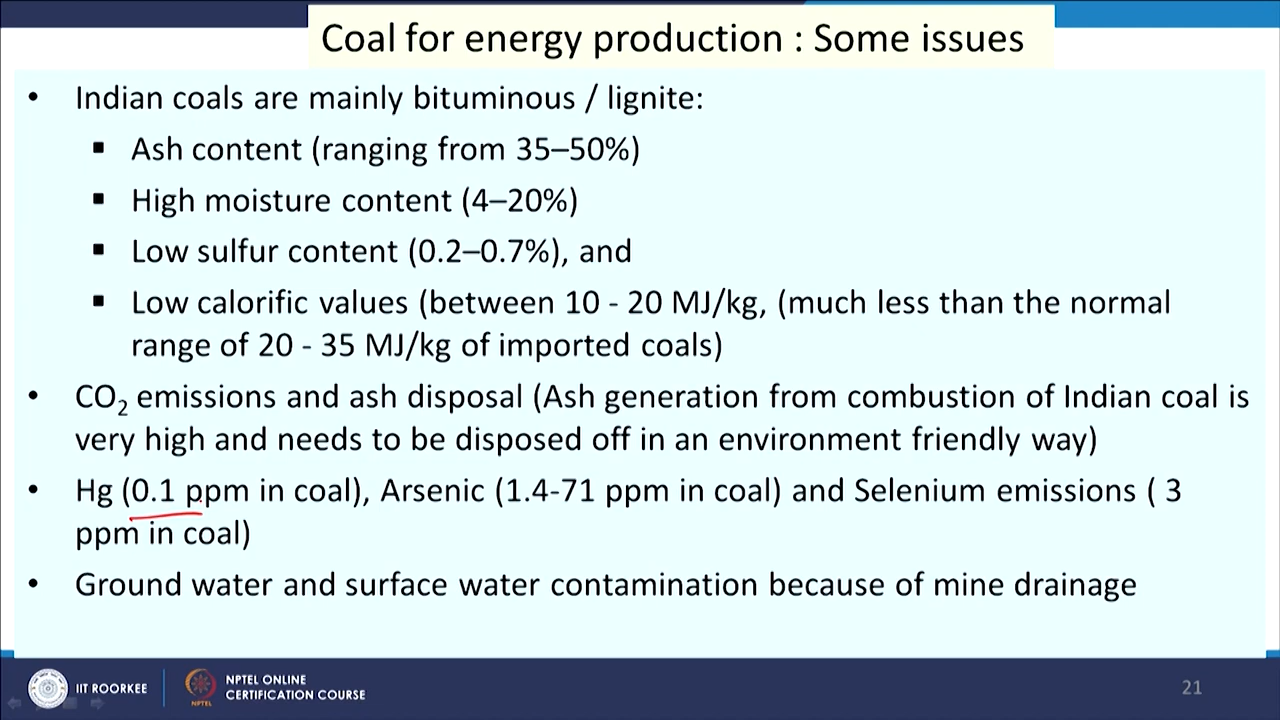 Coal for energy production : Some issues
• Indian coals are mainly bituminous / lignite:
▪ Ash content (ranging from 35–50%)
▪ High moisture content (4–20%)
▪ Low sulfur content (0.2–0.7%), and
▪ Low calorific values (between 10 - 20 MJ/kg, (much less than the normal
range of 20 - 35 MJ/kg of imported coals)
• CO₂ emissions and ash disposal (Ash generation from combustion of Indian coal is
very high and needs to be disposed off in an environment friendly way)
• Hg (0.1 ppm in coal), Arsenic (1.4-71 ppm in coal) and Selenium emissions ( 3
ppm in coal)
• Ground water and surface water contamination because of mine drainage
IIT ROORKEE
NPTEL
NPTEL ONLINE
CERTIFICATION COURSE
21